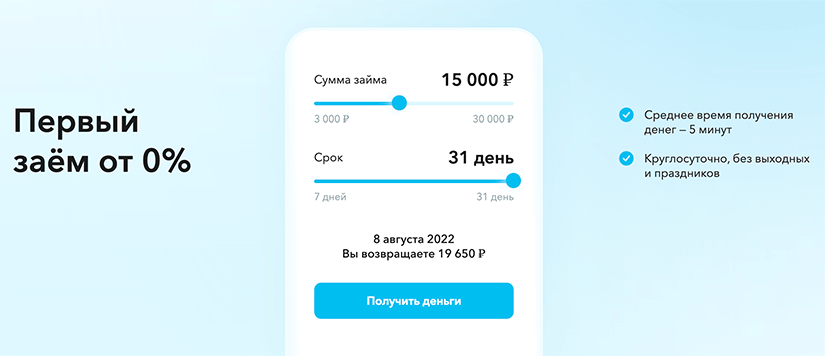 Первый
заём от 0%
Сумма займа 15 000 ₽
3 000 ₽ 30 000 ₽
Срок 31 день
7 дней 31 день
8 августа 2022
Вы возвращаете 19 650 ₽
Получить деньги
Среднее время получения
денег — 5 минут
Круглосуточно, без выходных
и праздников